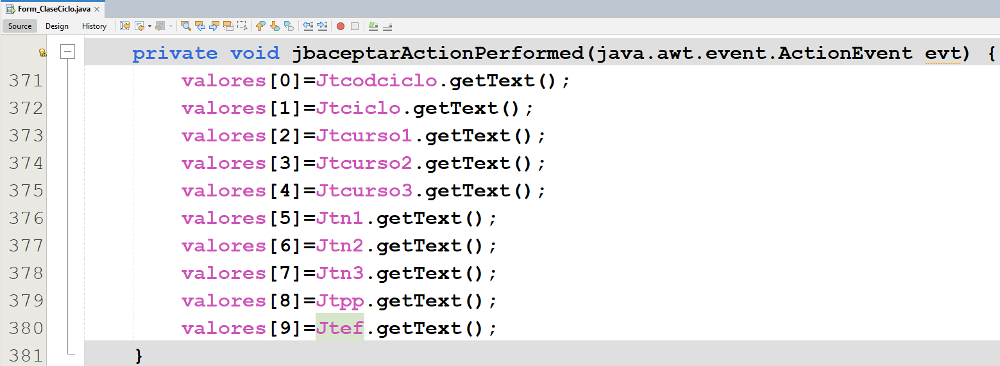 Form_ClaseCiclo.java
Source Design History
private void jbaceptarActionPerformed(java.awt.event.ActionEvent evt) {
371 valores[0]=Jtcodciclo.getText();
372 valores[1]=Jtciclo.getText();
373 valores[2]=Jtcurso1.getText();
374 valores[3]=Jtcurso2.getText();
375 valores[4]=Jtcurso3.getText();
376 valores[5]=Jtn1.getText();
377 valores[6]=Jtn2.getText();
378 valores[7]=Jtn3.getText();
379 valores[8]=Jtpp.getText();
380 valores[9]=Jtef.getText();
381 }